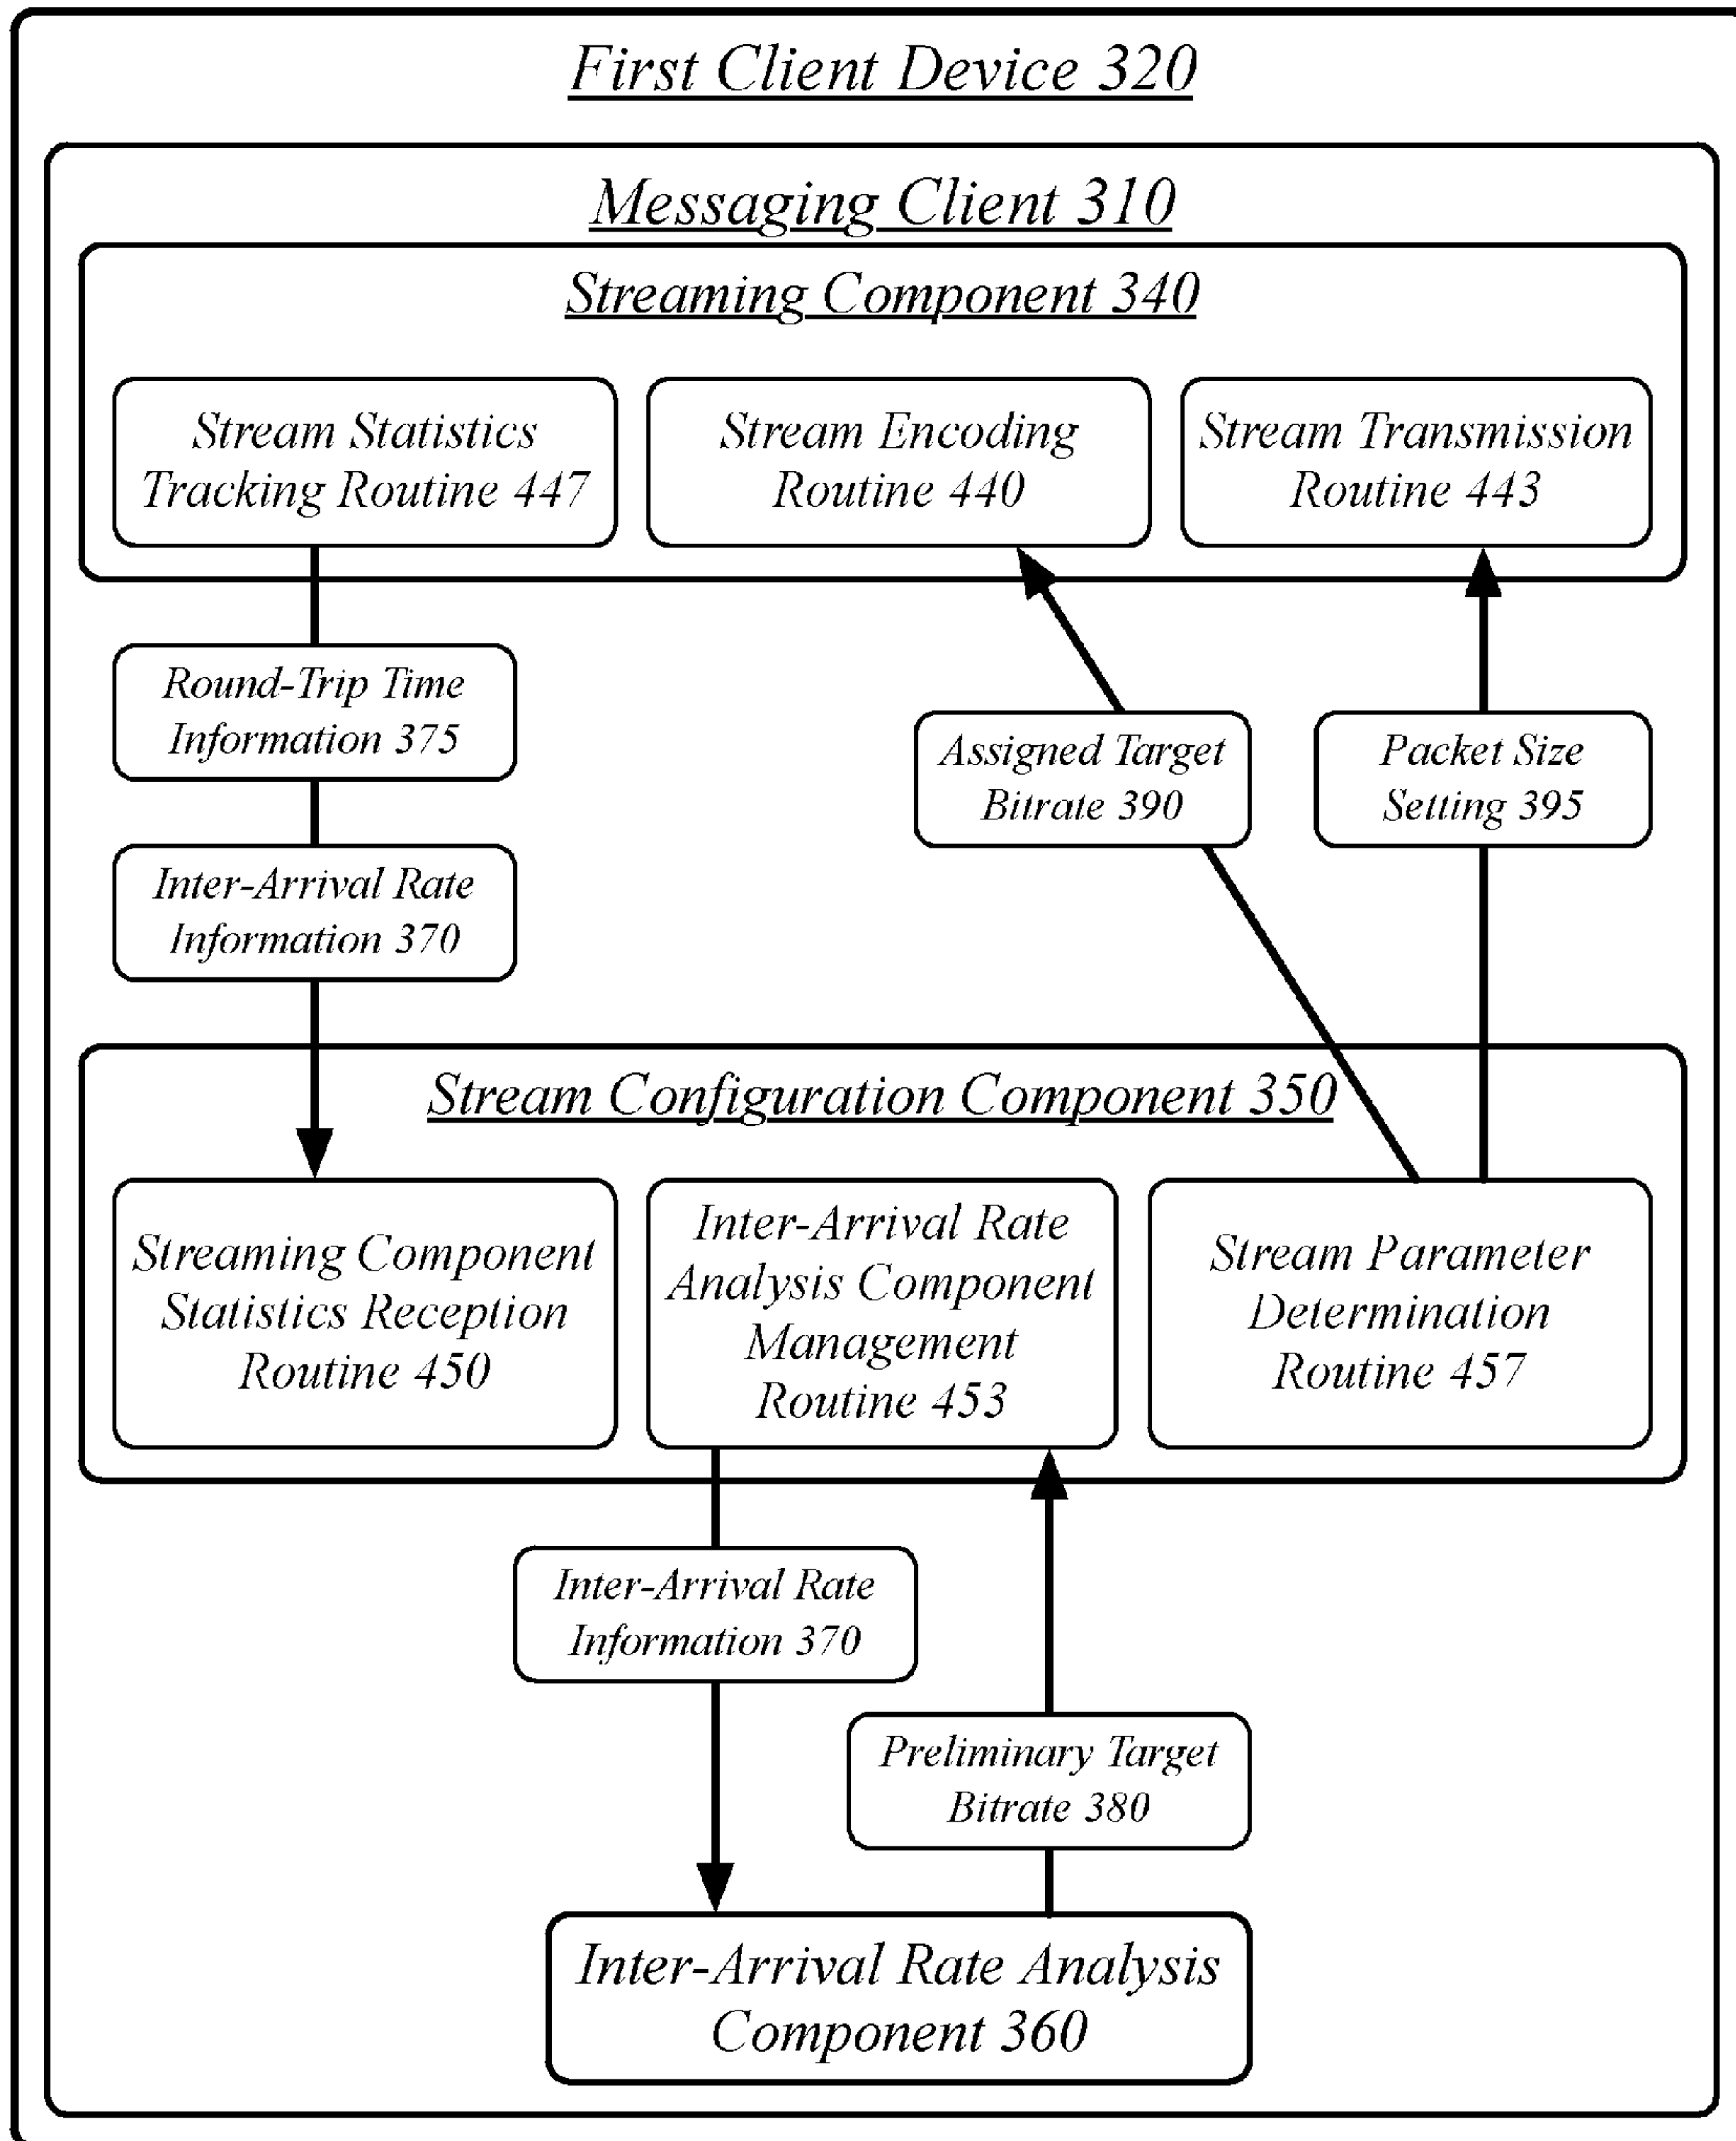 First Client Device 320
Messaging Client 310
Streaming Component 340
Stream Statistics
Tracking Routine 447
Stream Encoding
Routine 440
Stream Transmission
Routine 443
Round-Trip Time
Information 375
Inter-Arrival Rate
Information 370
Assigned Target
Bitrate 390
Packet Size
Setting 395
Stream Configuration Component 350
Streaming Component
Statistics Reception
Routine 450
Inter-Arrival Rate
Analysis Component
Management
Routine 453
Stream Parameter
Determination
Routine 457
Inter-Arrival Rate
Information 370
Preliminary Target
Bitrate 380
Inter-Arrival Rate Analysis
Component 360